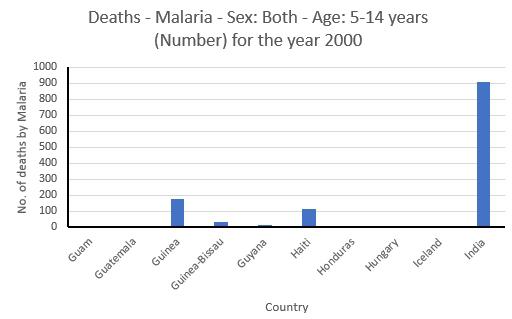 Deaths - Malaria - Sex: Both - Age: 5-14 years
(Number) for the year 2000
No. of deaths by Malaria
1000
900
800
700
600
500
400
300
200
100
0
Guam
Guatemala
Guinea
Guinea-Bissau
Guyana
Haiti
Honduras
Hungary
Iceland
India
Country